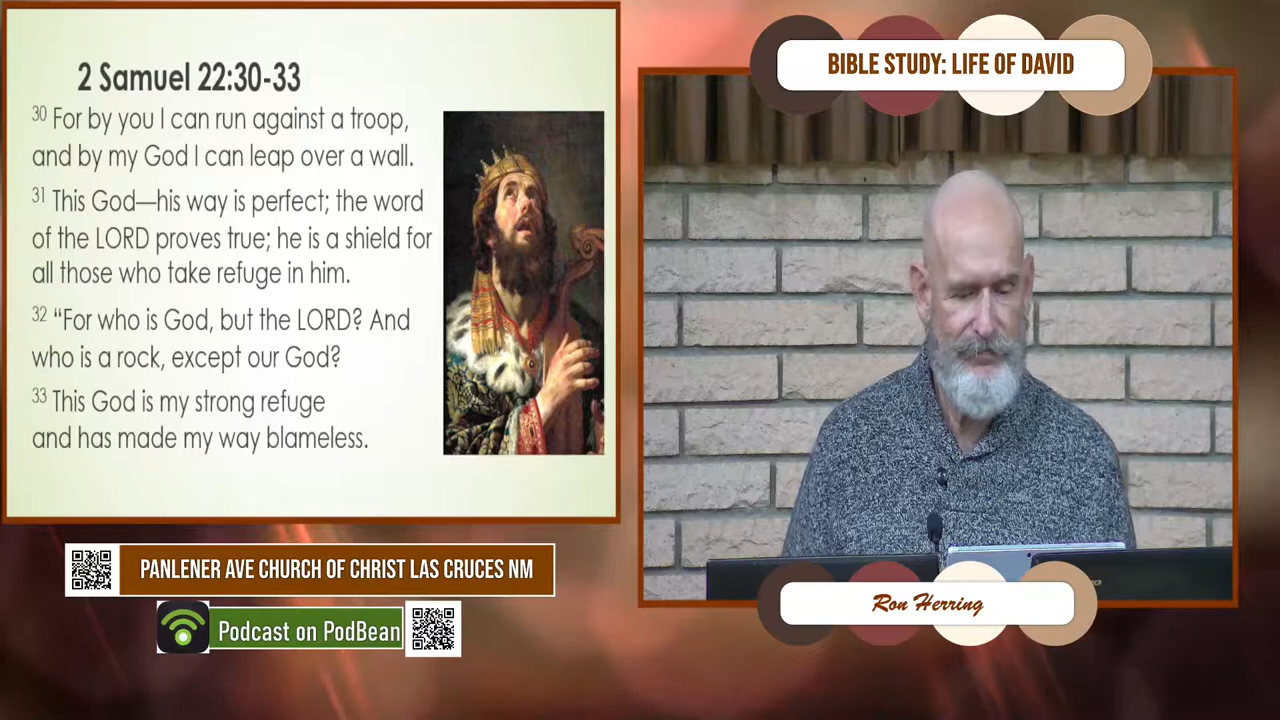 2 Samuel 22:30-33
30 For by you I can run against a troop,
and by my God I can leap over a wall.
31 This God—his way is perfect; the word
of the LORD proves true; he is a shield for
all those who take refuge in him.
32 “For who is God, but the LORD? And
who is a rock, except our God?
33 This God is my strong refuge
and has made my way blameless.
BIBLE STUDY: LIFE OF DAVID
Ron Herring
PANLENER AVE CHURCH OF CHRIST LAS CRUCES NM
Podcast on PodBean